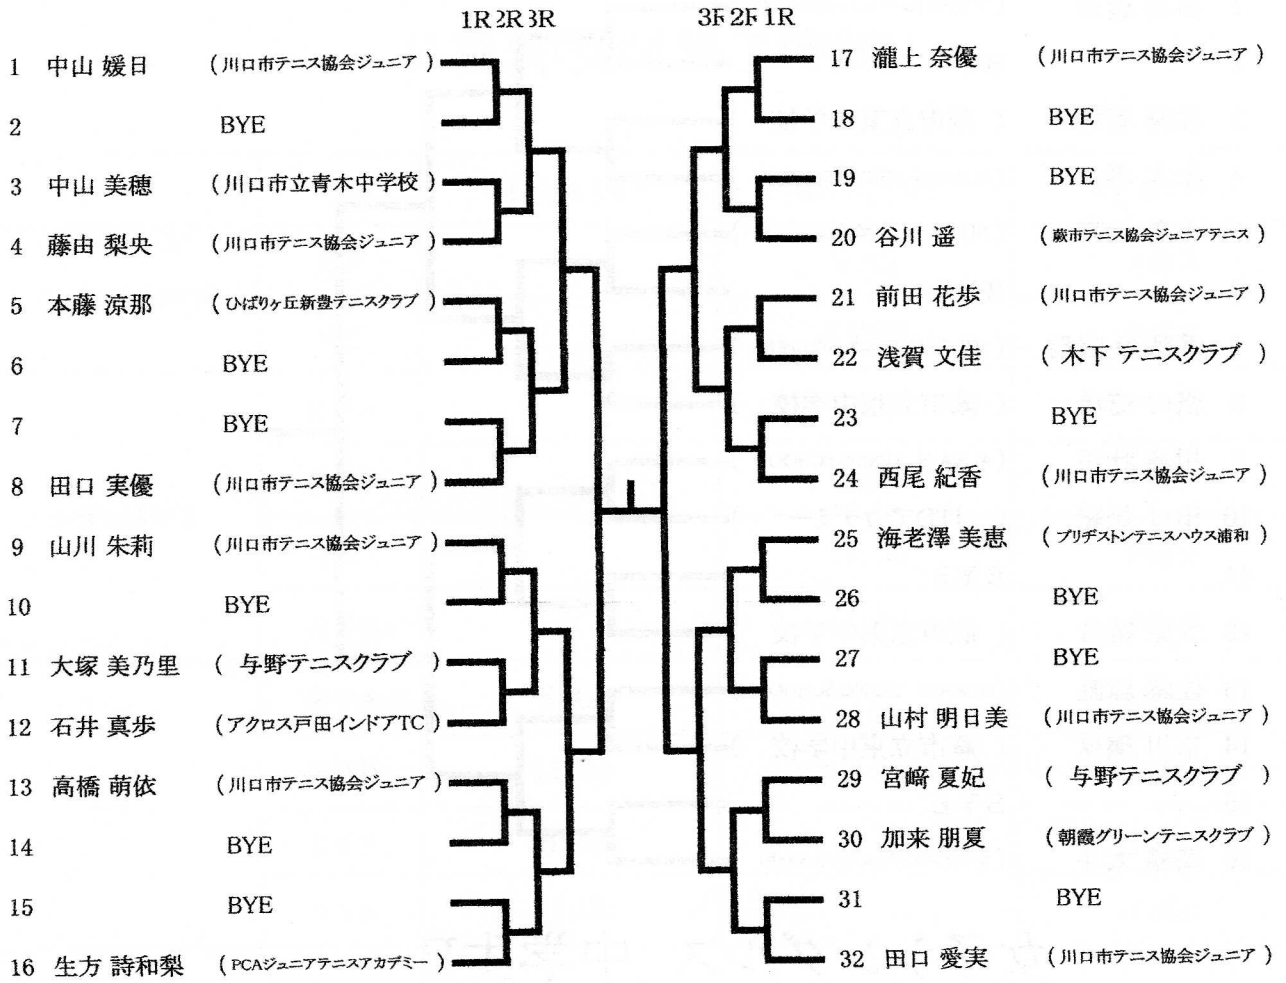 1R 2R 3R
3F 2F 1R
1 中山 媛日 (川口市テニス協会ジュニア)
2 BYE
3 中山 美穂 (川口市立青木中学校)
4 藤由 梨央 (川口市テニス協会ジュニア)
5 本藤 涼那 (ひばりヶ丘新豊テニスクラブ)
6 BYE
7 BYE
8 田口 実優 (川口市テニス協会ジュニア)
9 山川 朱莉 (川口市テニス協会ジュニア)
10 BYE
11 大塚 美乃里 (与野テニスクラブ)
12 石井 真歩 (アクロス戸田インドアTC)
13 高橋 萌依 (川口市テニス協会ジュニア)
14 BYE
15 BYE
16 生方 詩和梨 (PCAジュニアテニスアカデミー)
17 瀧上 奈優 (川口市テニス協会ジュニア)
18 BYE
19 BYE
20 谷川 遥 (蕨市テニス協会ジュニアテニス)
21 前田 花歩 (川口市テニス協会ジュニア)
22 浅賀 文佳 (木下 テニスクラブ)
23 BYE
24 西尾 紀香 (川口市テニス協会ジュニア)
25 海老澤 美恵 (ブリヂストンテニスハウス浦和)
26 BYE
27 BYE
28 山村 明日美 (川口市テニス協会ジュニア)
29 宮﨑 夏妃 (与野テニスクラブ)
30 加来 朋夏 (朝霞グリーンテニスクラブ)
31 BYE
32 田口 愛実 (川口市テニス協会ジュニア)